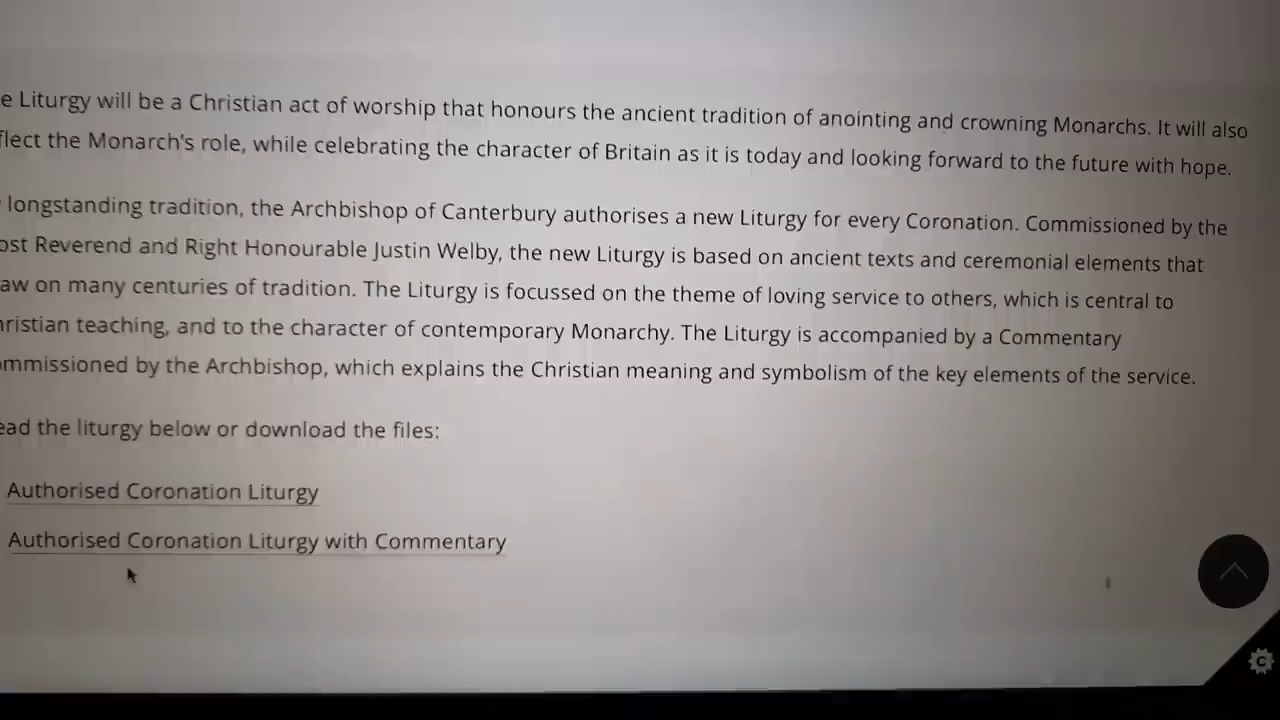 e Liturgy will be a Christian act of worship that honours the ancient tradition of anointing and crowning Monarchs. It will also
flect the Monarch's role, while celebrating the character of Britain as it is today and looking forward to the future with hope.
longstanding tradition, the Archbishop of Canterbury authorises a new Liturgy for every Coronation. Commissioned by the
ost Reverend and Right Honourable Justin Welby, the new Liturgy is based on ancient texts and ceremonial elements that
aw on many centuries of tradition. The Liturgy is focussed on the theme of loving service to others, which is central to
hristian teaching, and to the character of contemporary Monarchy. The Liturgy is accompanied by a Commentary
ommissioned by the Archbishop, which explains the Christian meaning and symbolism of the key elements of the service.
ead the liturgy below or download the files:
Authorised Coronation Liturgy
Authorised Coronation Liturgy with Commentary
C